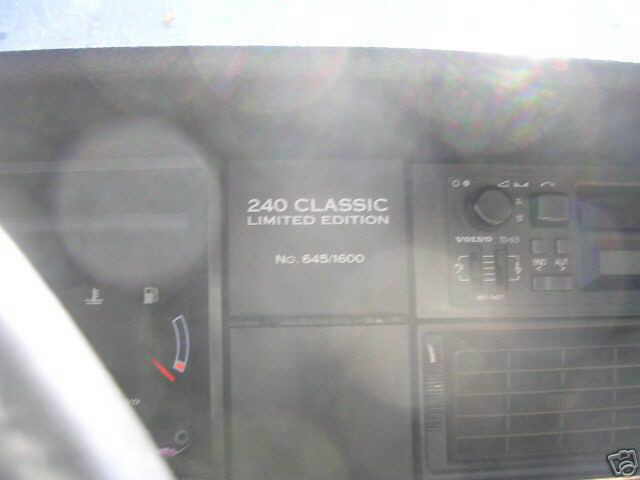 240 CLASSIC
LIMITED EDITION
NO. 645/1600
VOLVO